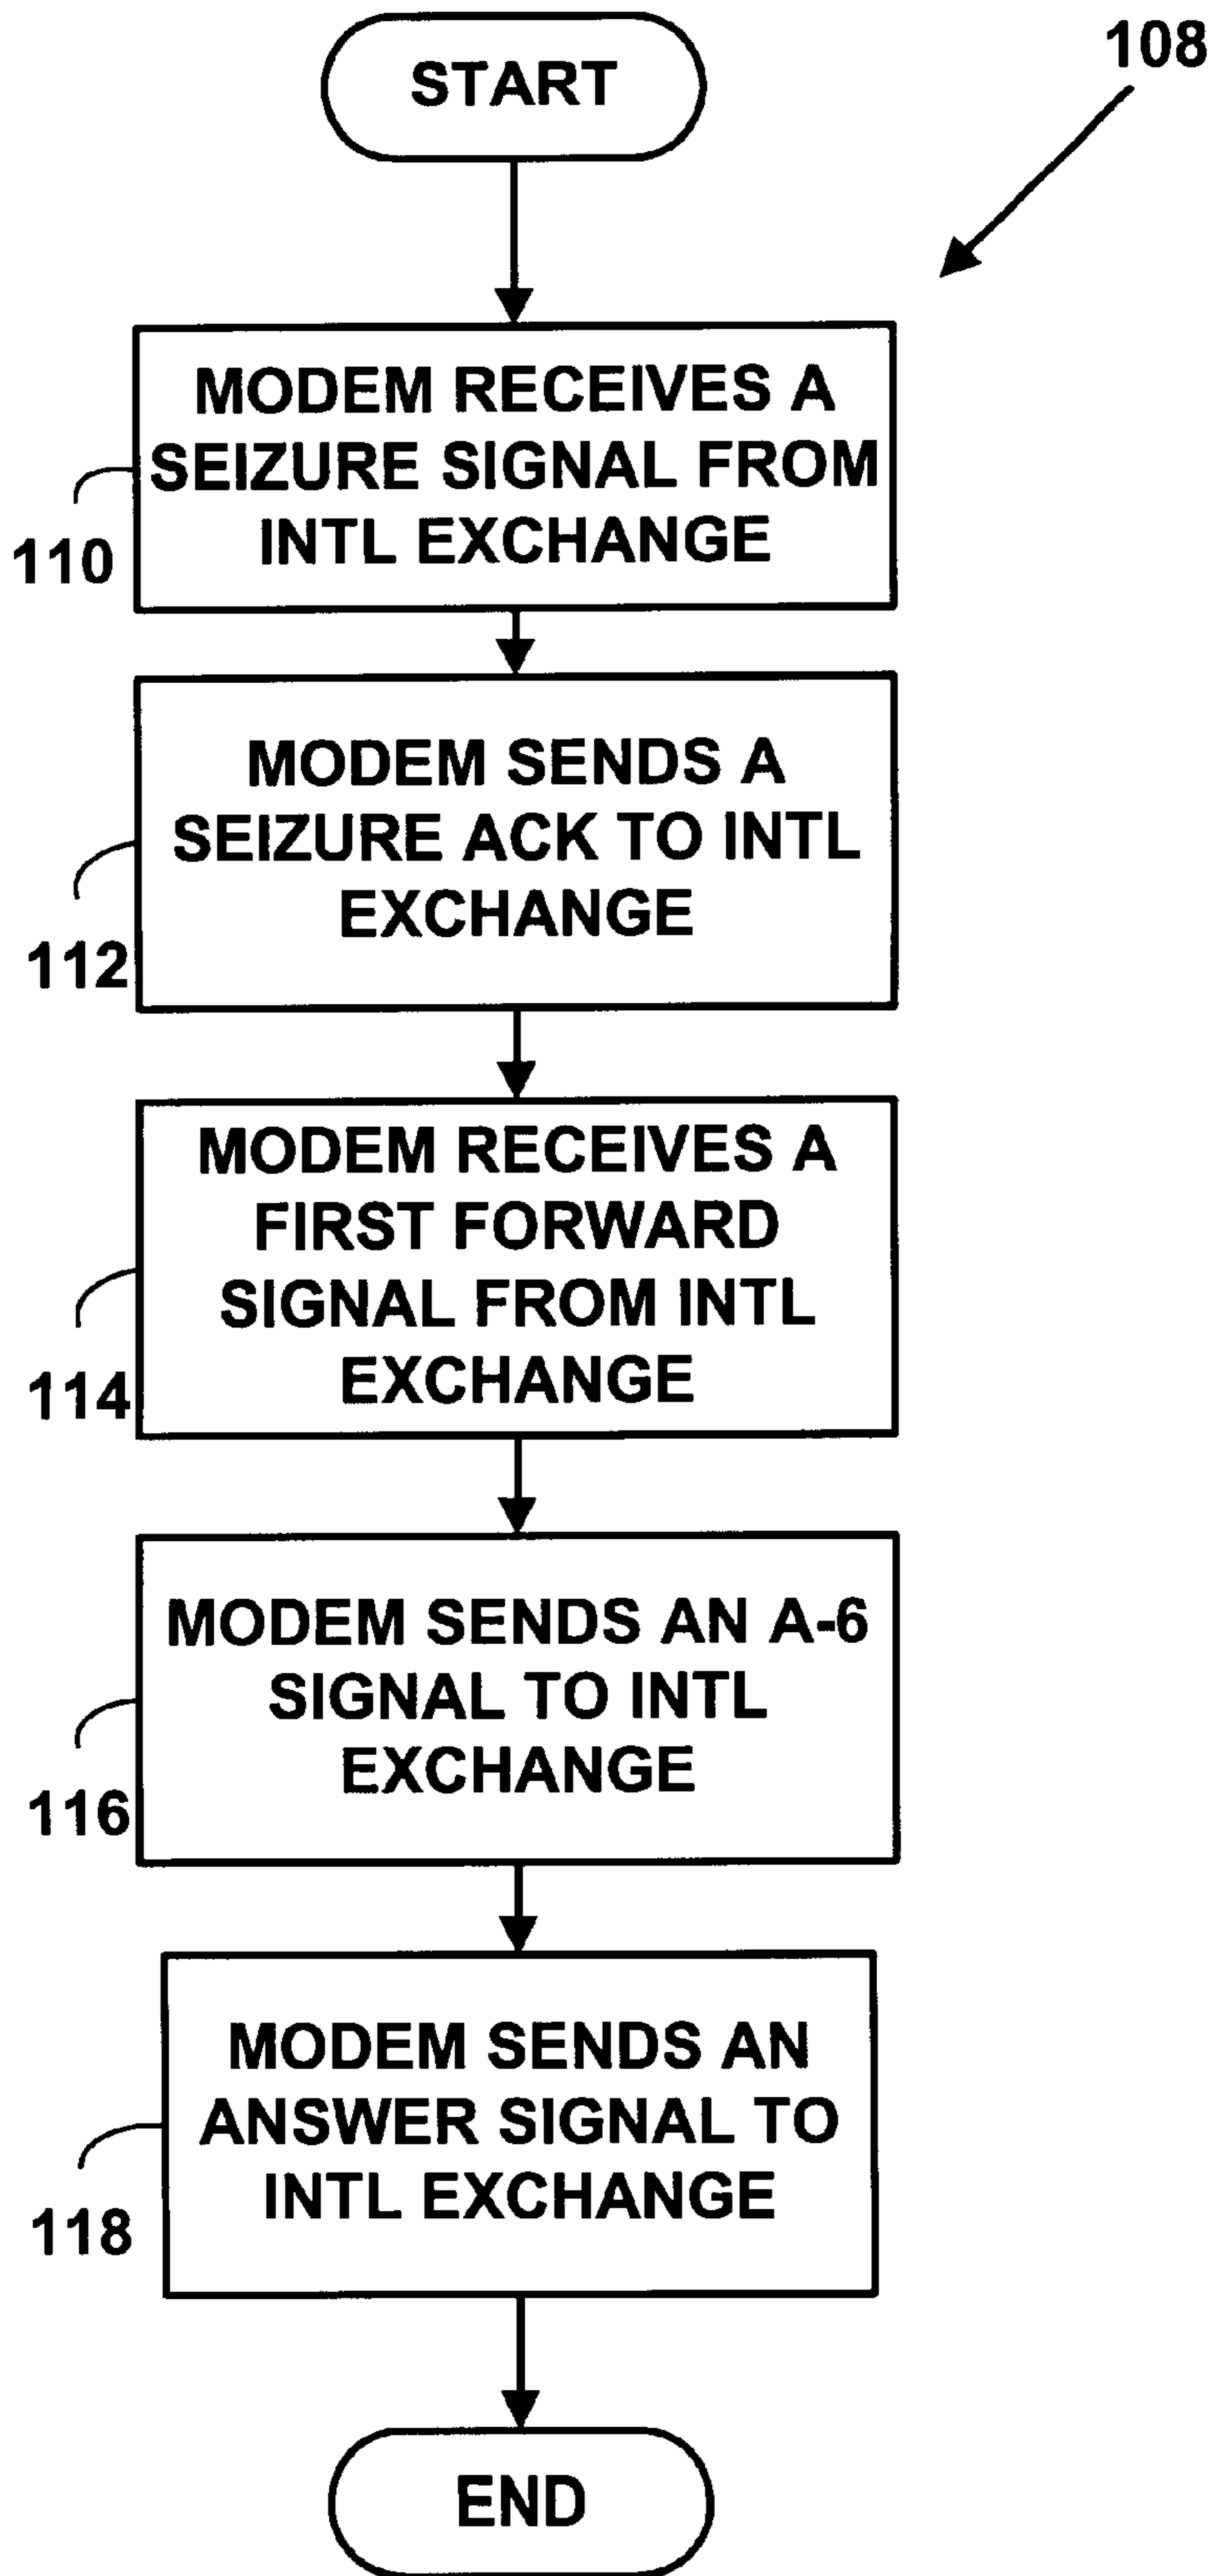 START
108
MODEM RECEIVES A
SEIZURE SIGNAL FROM
INTL EXCHANGE
110
MODEM SENDS A
SEIZURE ACK TO INTL
EXCHANGE
112
MODEM RECEIVES A
FIRST FORWARD
SIGNAL FROM INTL
EXCHANGE
114
MODEM SENDS AN A-6
SIGNAL TO INTL
EXCHANGE
116
MODEM SENDS AN
ANSWER SIGNAL TO
INTL EXCHANGE
118
END